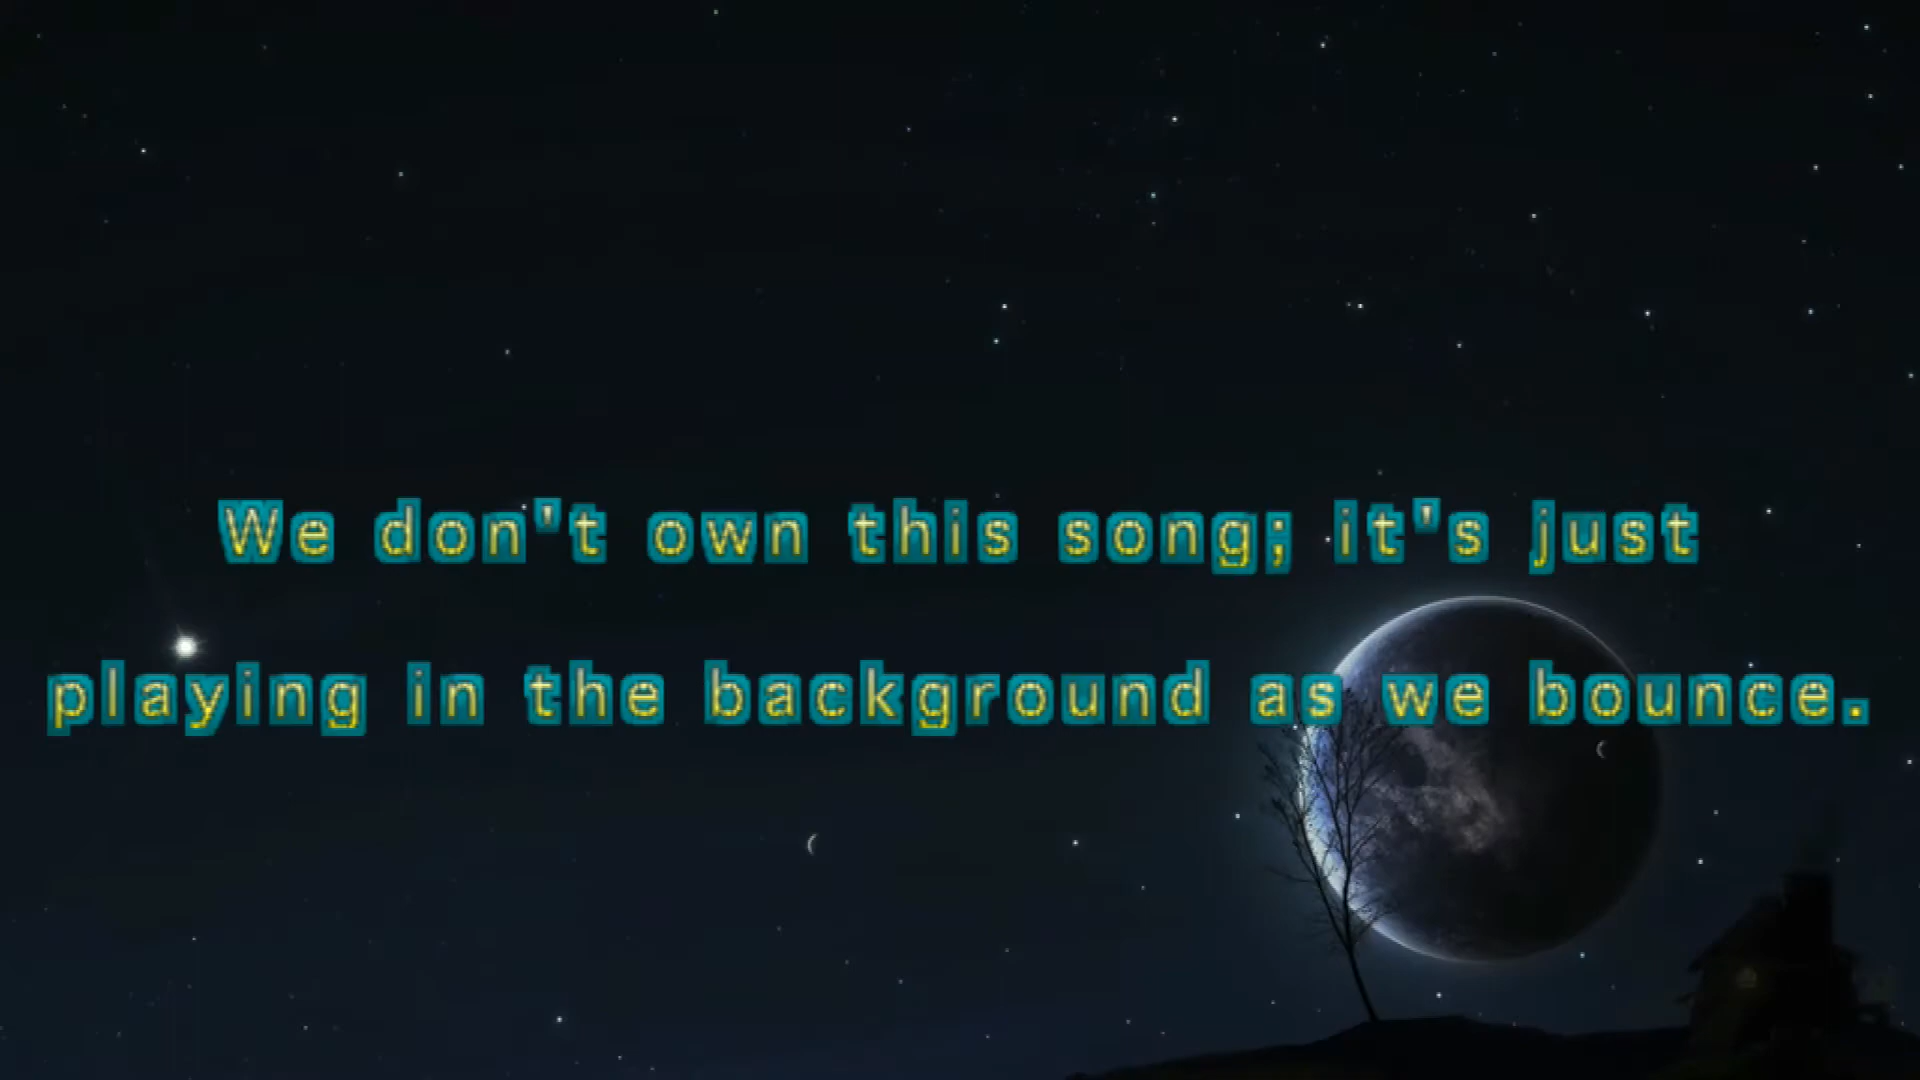 We don't own this song; it's just
playing in the background as we bounce.